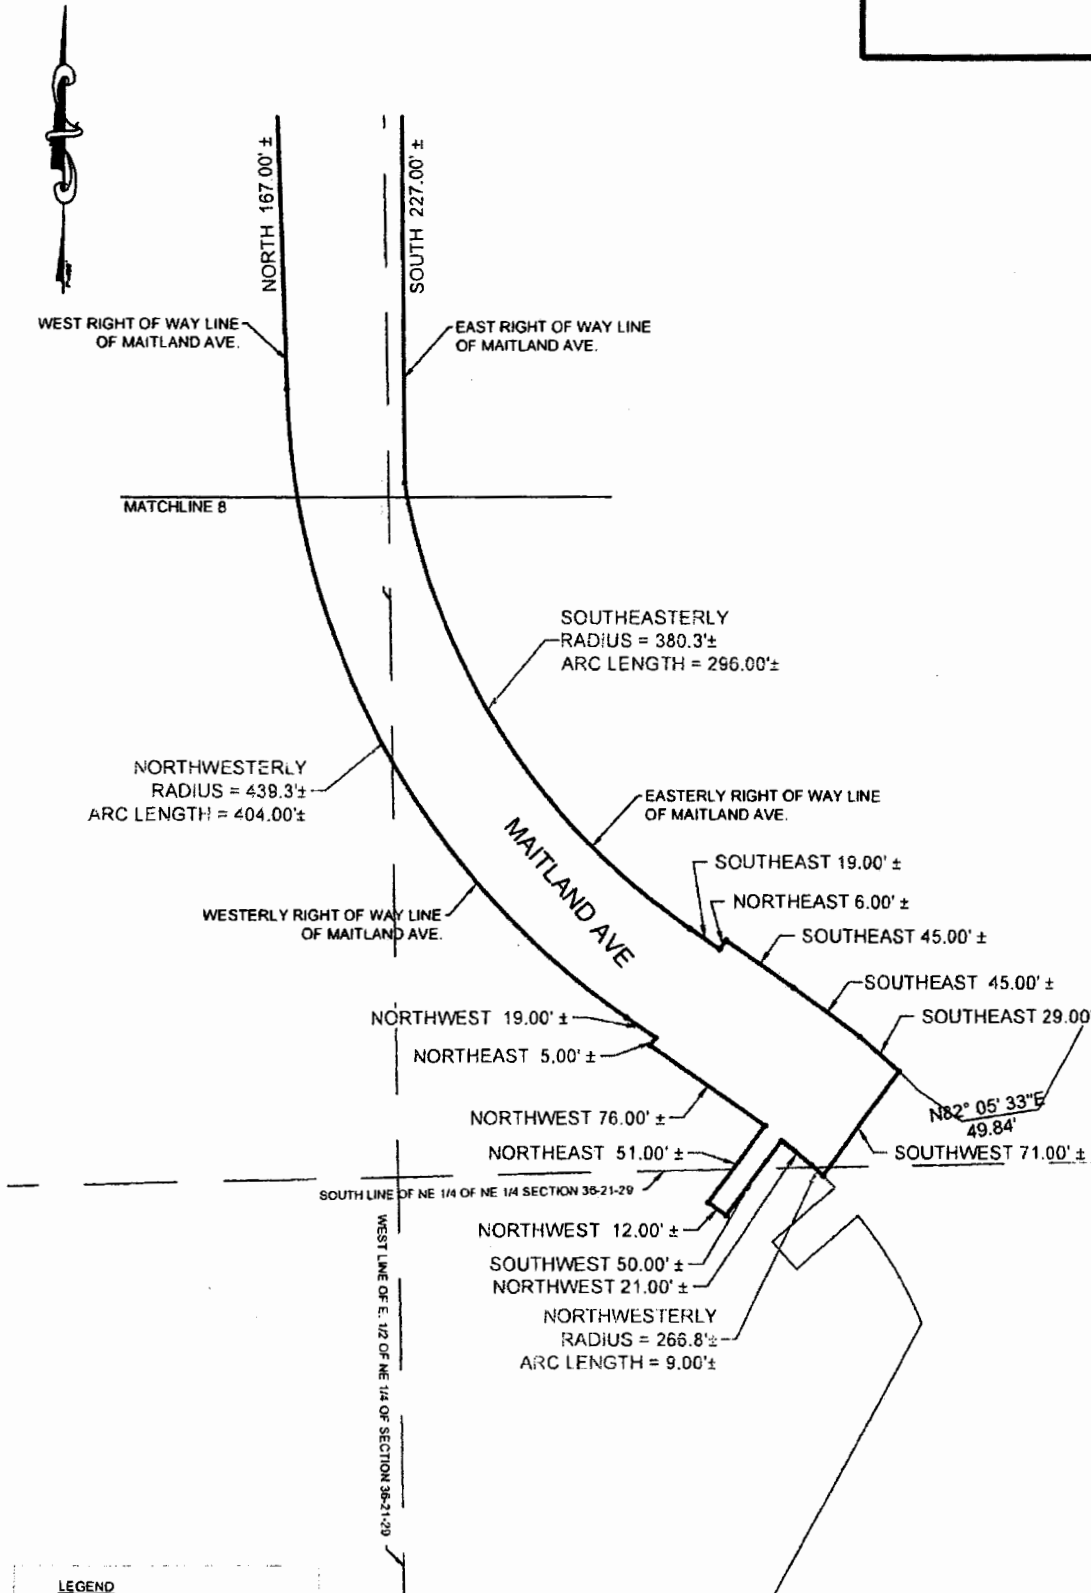 NORTH 167.00' ±
SOUTH 227.00' ±
WEST RIGHT OF WAY LINE
OF MAITLAND AVE.
EAST RIGHT OF WAY LINE
OF MAITLAND AVE.
MATCHLINE 8
SOUTHEASTERLY
RADIUS = 380.3'±
ARC LENGTH = 296.00'±
NORTHWESTERLY
RADIUS = 439.3'±
ARC LENGTH = 404.00'±
EASTERLY RIGHT OF WAY LINE
OF MAITLAND AVE.
MAITLAND AVE
SOUTHEAST 19.00' ±
NORTHEAST 6.00' ±
WESTERLY RIGHT OF WAY LINE
OF MAITLAND AVE.
SOUTHEAST 45.00' ±
SOUTHEAST 45.00' ±
SOUTHEAST 29.00'
NORTHWEST 19.00' ±
NORTHEAST 5.00' ±
N82° 05' 33"E
49.84'
NORTHWEST 76.00' ±
NORTHEAST 51.00' ±
SOUTHWEST 71.00' ±
SOUTH LINE OF NE 1/4 OF NE 1/4 SECTION 36-21-29
NORTHWEST 12.00' ±
SOUTHWEST 50.00' ±
NORTHWEST 21.00' ±
NORTHWESTERLY
RADIUS = 266.8'±
ARC LENGTH = 9.00'±
WEST LINE OF E. 1/2 OF NE 1/4 OF SECTION 36-21-29
LEGEND